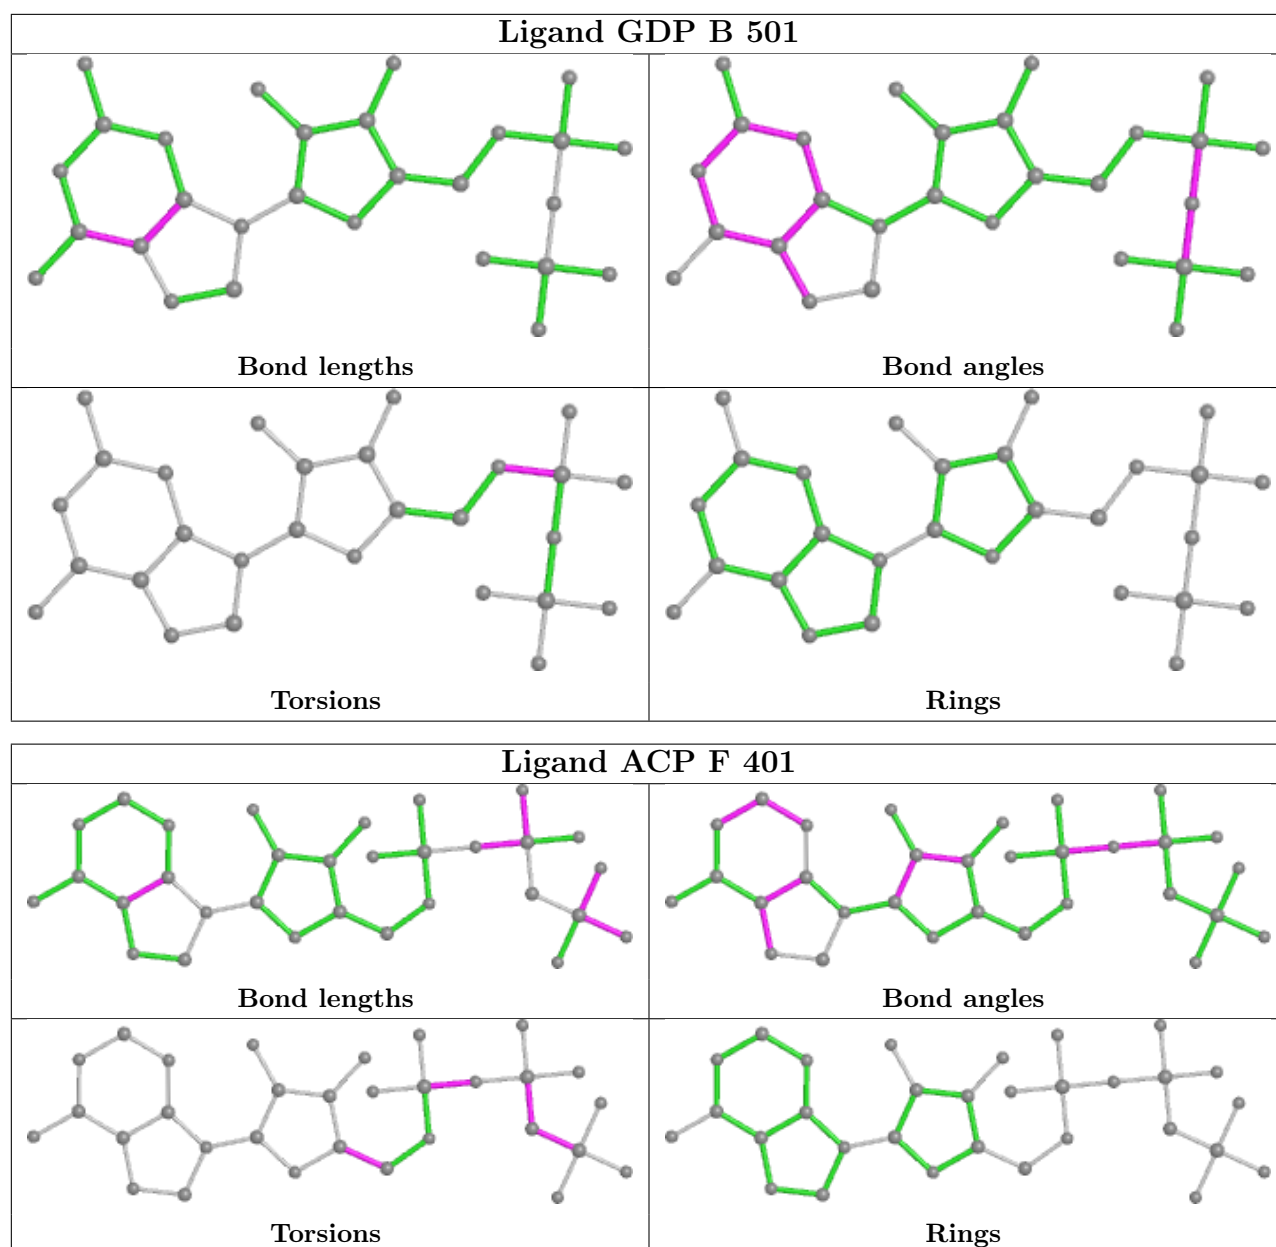 Ligand GDP B 501
Bond lengths
Bond angles
Torsions
Rings
Ligand ACP F 401
Bond lengths
Bond angles
Torsions
Rings